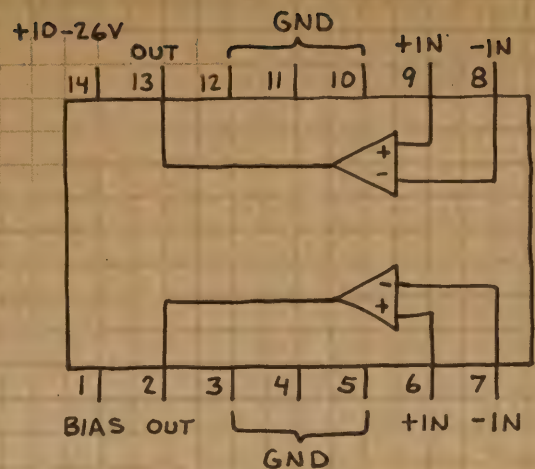 GND
+10-26V
OUT
+IN -IN
14 13 12 11 10 9 8
+
-
-
+
1 2 3 4 5 6 7
BIAS OUT +IN -IN
GND